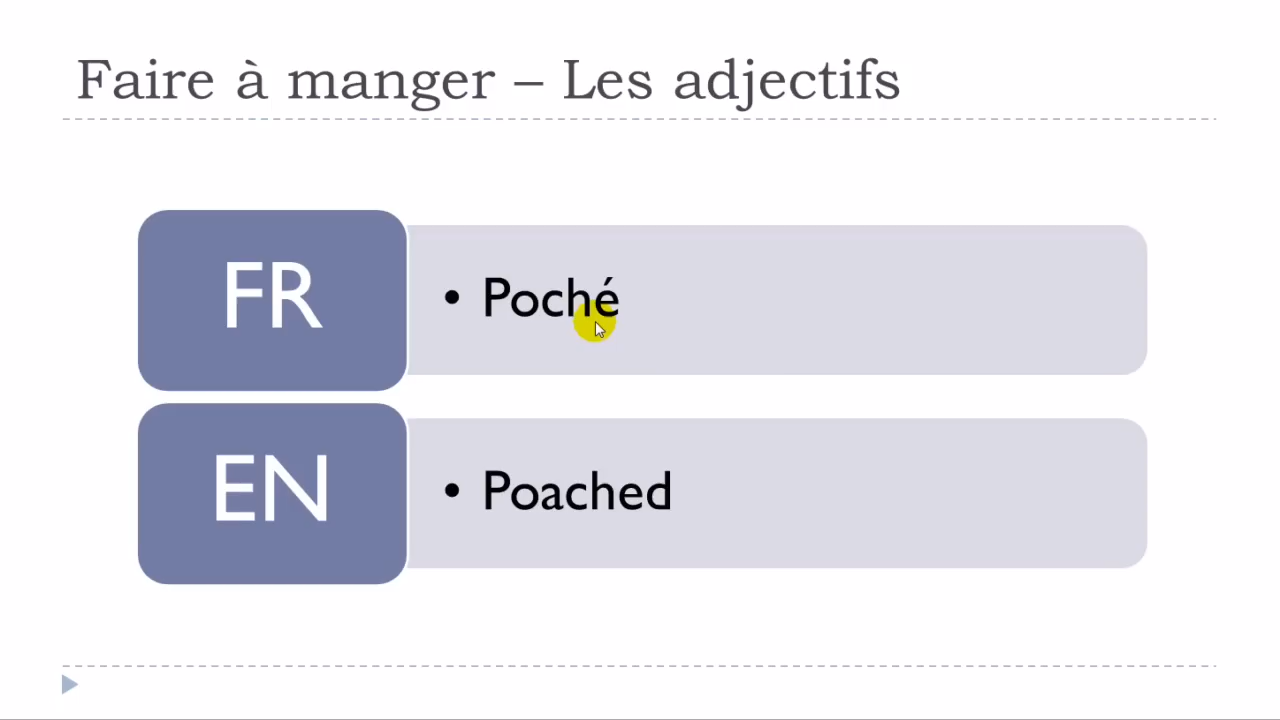 Faire à manger – Les adjectifs
FR
• Poché
EN
• Poached